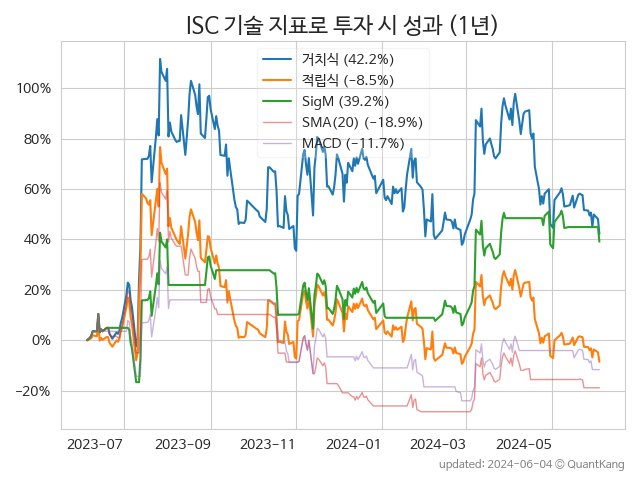 ISC 기술 지표로 투자 시 성과 (1년)
거치식 (42.2%)
적립식 (−8.5%)
SigM (39.2%)
SMA(20) (−18.9%)
MACD (−11.7%)
100%
80%
60%
40%
20%
0%
−20%
2023-07 2023-09 2023-11 2024-01 2024-03 2024-05
updated: 2024-06-04 © QuantKang